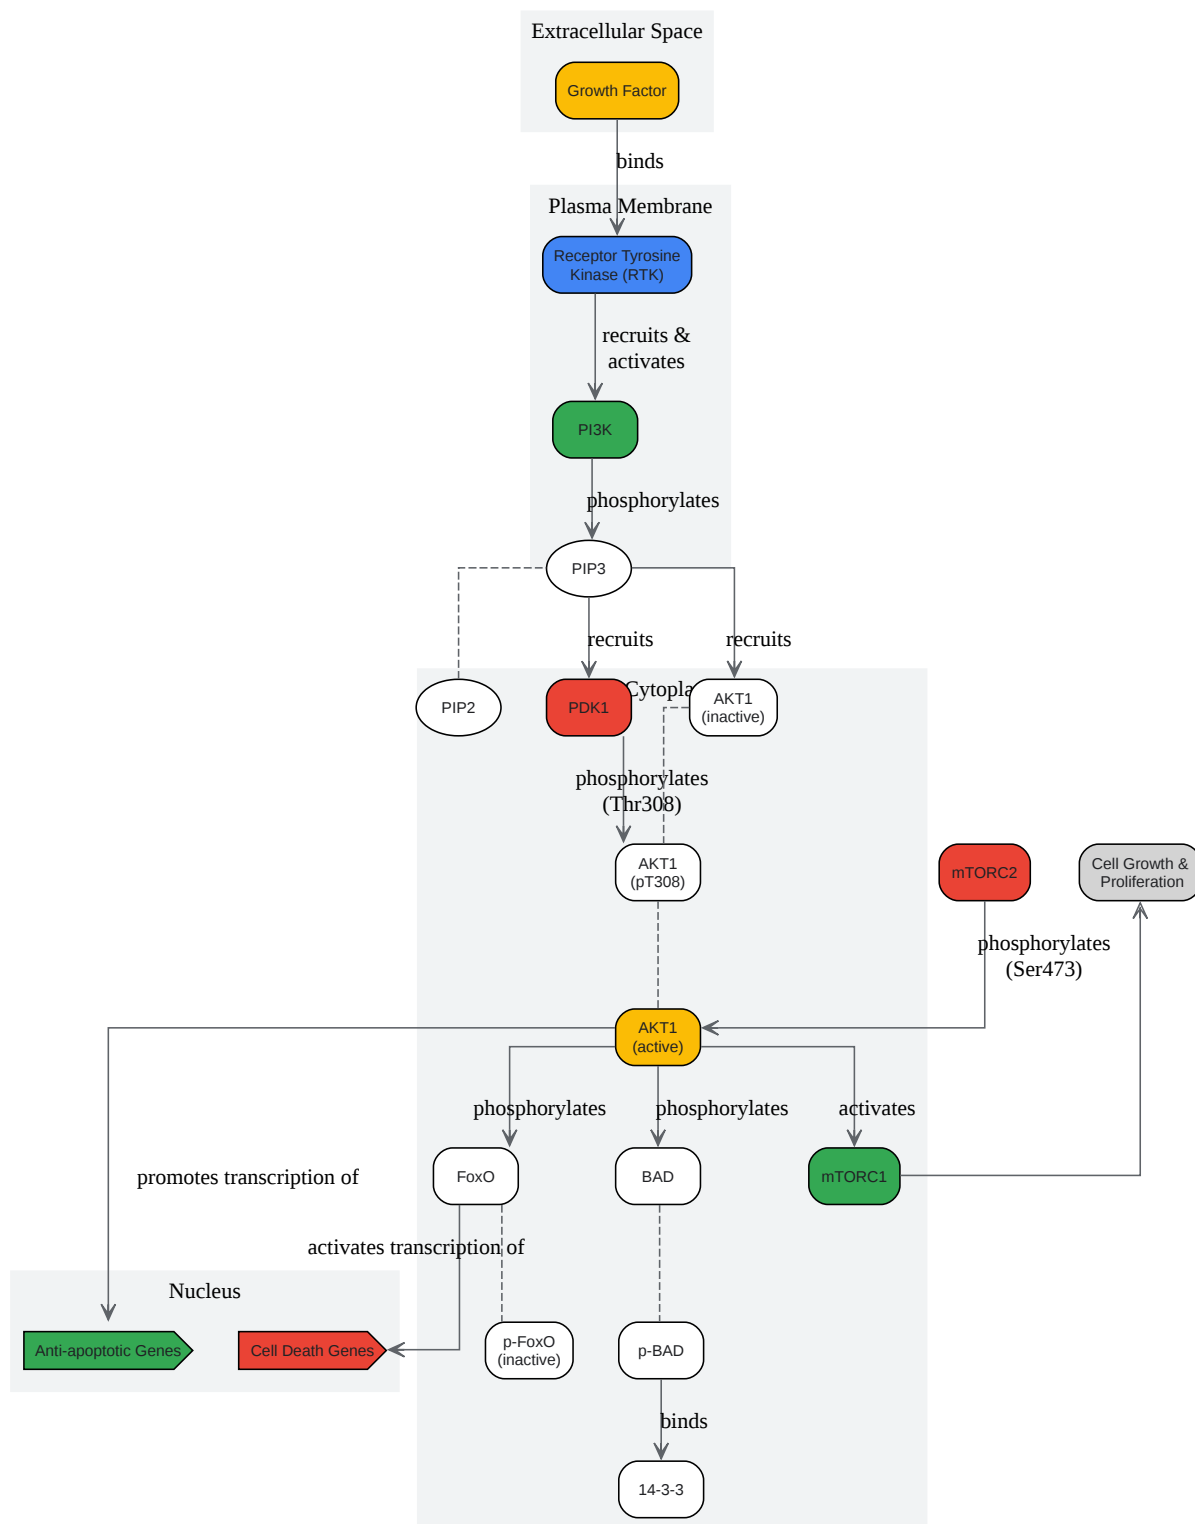 Extracellular Space
Growth Factor
binds
Plasma Membrane
Receptor Tyrosine
Kinase (RTK)
recruits &
activates
PI3K
phosphorylates
PIP3
recruits
recruits
Cytopla
PIP2
PDK1
AKT1
(inactive)
phosphorylates
(Thr308)
AKT1
(pT308)
mTORC2
Cell Growth &
Proliferation
phosphorylates
(Ser473)
AKT1
(active)
phosphorylates
phosphorylates
activates
FoxO
BAD
mTORC1
promotes transcription of
activates transcription of
Nucleus
Anti-apoptotic Genes
Cell Death Genes
p-FoxO
(inactive)
p-BAD
binds
14-3-3